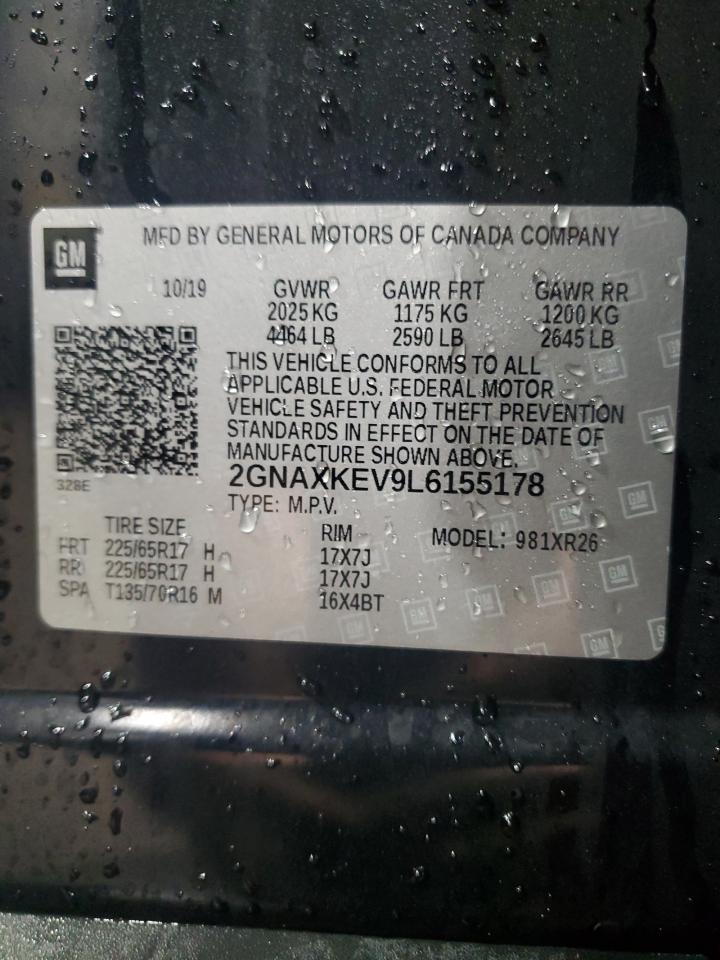 GM
MFD BY GENERAL MOTORS OF CANADA COMPANY
10/19 GVWR GAWR FRT GAWR RR
2025 KG 1175 KG 1200 KG
4464 LB 2590 LB 2645 LB
THIS VEHICLE CONFORMS TO ALL
APPLICABLE U.S. FEDERAL MOTOR
VEHICLE SAFETY AND THEFT PREVENTION
STANDARDS IN EFFECT ON THE DATE OF
MANUFACTURE SHOWN ABOVE.
2GNAXKEV9L6155178
328E
TYPE: M.P.V.
TIRE SIZE RIM MODEL: 981XR26
FRT 225/65R17 H 17X7J
RR 225/65R17 H 17X7J
SPA T135/70R16 M 16X4BT